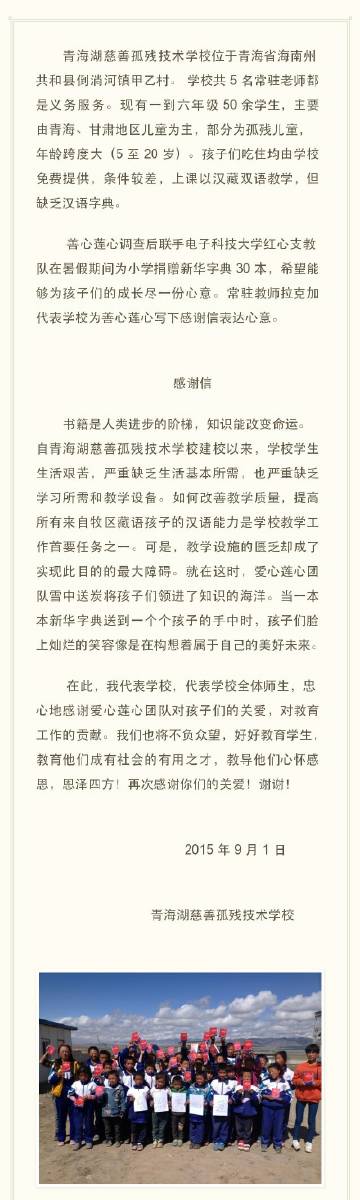 青海湖慈善孤残技术学校位于青海省海南州
共和县倒淌河镇甲乙村。 学校共 5 名常驻老师都
是义务服务。现有一到六年级 50 余学生，主要
由青海、甘肃地区儿童为主，部分为孤残儿童，
年龄跨度大（5 至 20 岁）。孩子们吃住均由学校
免费提供，条件较差，上课以汉藏双语教学，但
缺乏汉语字典。
善心莲心调查后联手电子科技大学红心支教
队在暑假期间为小学捐赠新华字典 30 本，希望能
够为孩子们的成长尽一份心意。常驻教师拉克加
代表学校为善心莲心写下感谢信表达心意。
感谢信
书籍是人类进步的阶梯，知识能改变命运。
自青海湖慈善孤残技术学校建校以来，学校学生
生活艰苦，严重缺乏生活基本所需，也严重缺乏
学习所需和教学设备。如何改善教学质量，提高
所有来自牧区藏语孩子的汉语能力是学校教学工
作首要任务之一。可是，教学设施的匮乏却成了
实现此目的的最大障碍。就在这时，爱心莲心团
队雪中送炭将孩子们领进了知识的海洋。当一本
本新华字典送到一个个孩子的手中时，孩子们脸
上灿烂的笑容像是在构想着属于自己的美好未来。
在此，我代表学校，代表学校全体师生，忠
心地感谢爱心莲心团队对孩子们的关爱，对教育
工作的贡献。我们也将不负众望，好好教育学生，
教育他们成有社会的有用之才，教导他们心怀感
恩，恩泽四方！再次感谢你们的关爱！谢谢！
2015 年 9 月 1 日
青海湖慈善孤残技术学校